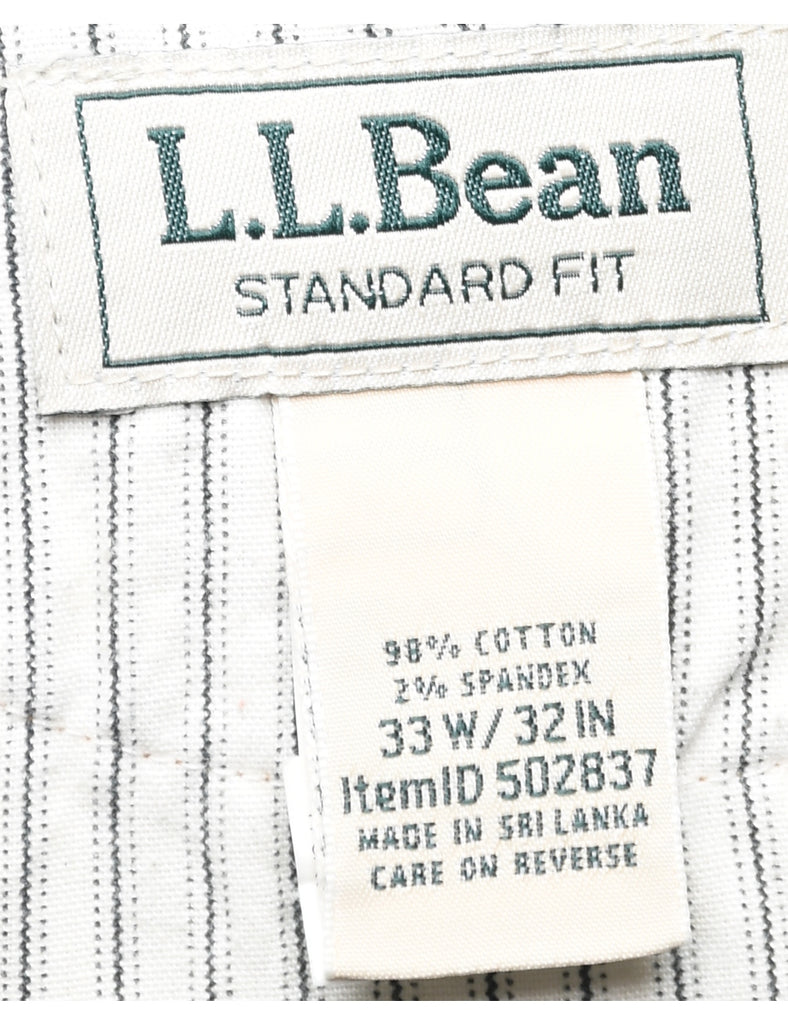 L.L.Bean
STANDARD FIT
98% COTTON
2% SPANDEX
33 W/ 32 IN
ItemID 502837
MADE IN SRI LANKA
CARE ON REVERSE